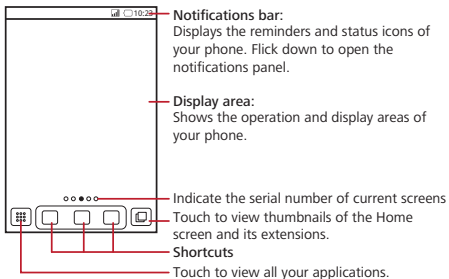 10:23
Notifications bar:
Displays the reminders and status icons of
your phone. Flick down to open the
notifications panel.
Display area:
Shows the operation and display areas of
your phone.
Indicate the serial number of current screens
Touch to view thumbnails of the Home
screen and its extensions.
Shortcuts
Touch to view all your applications.